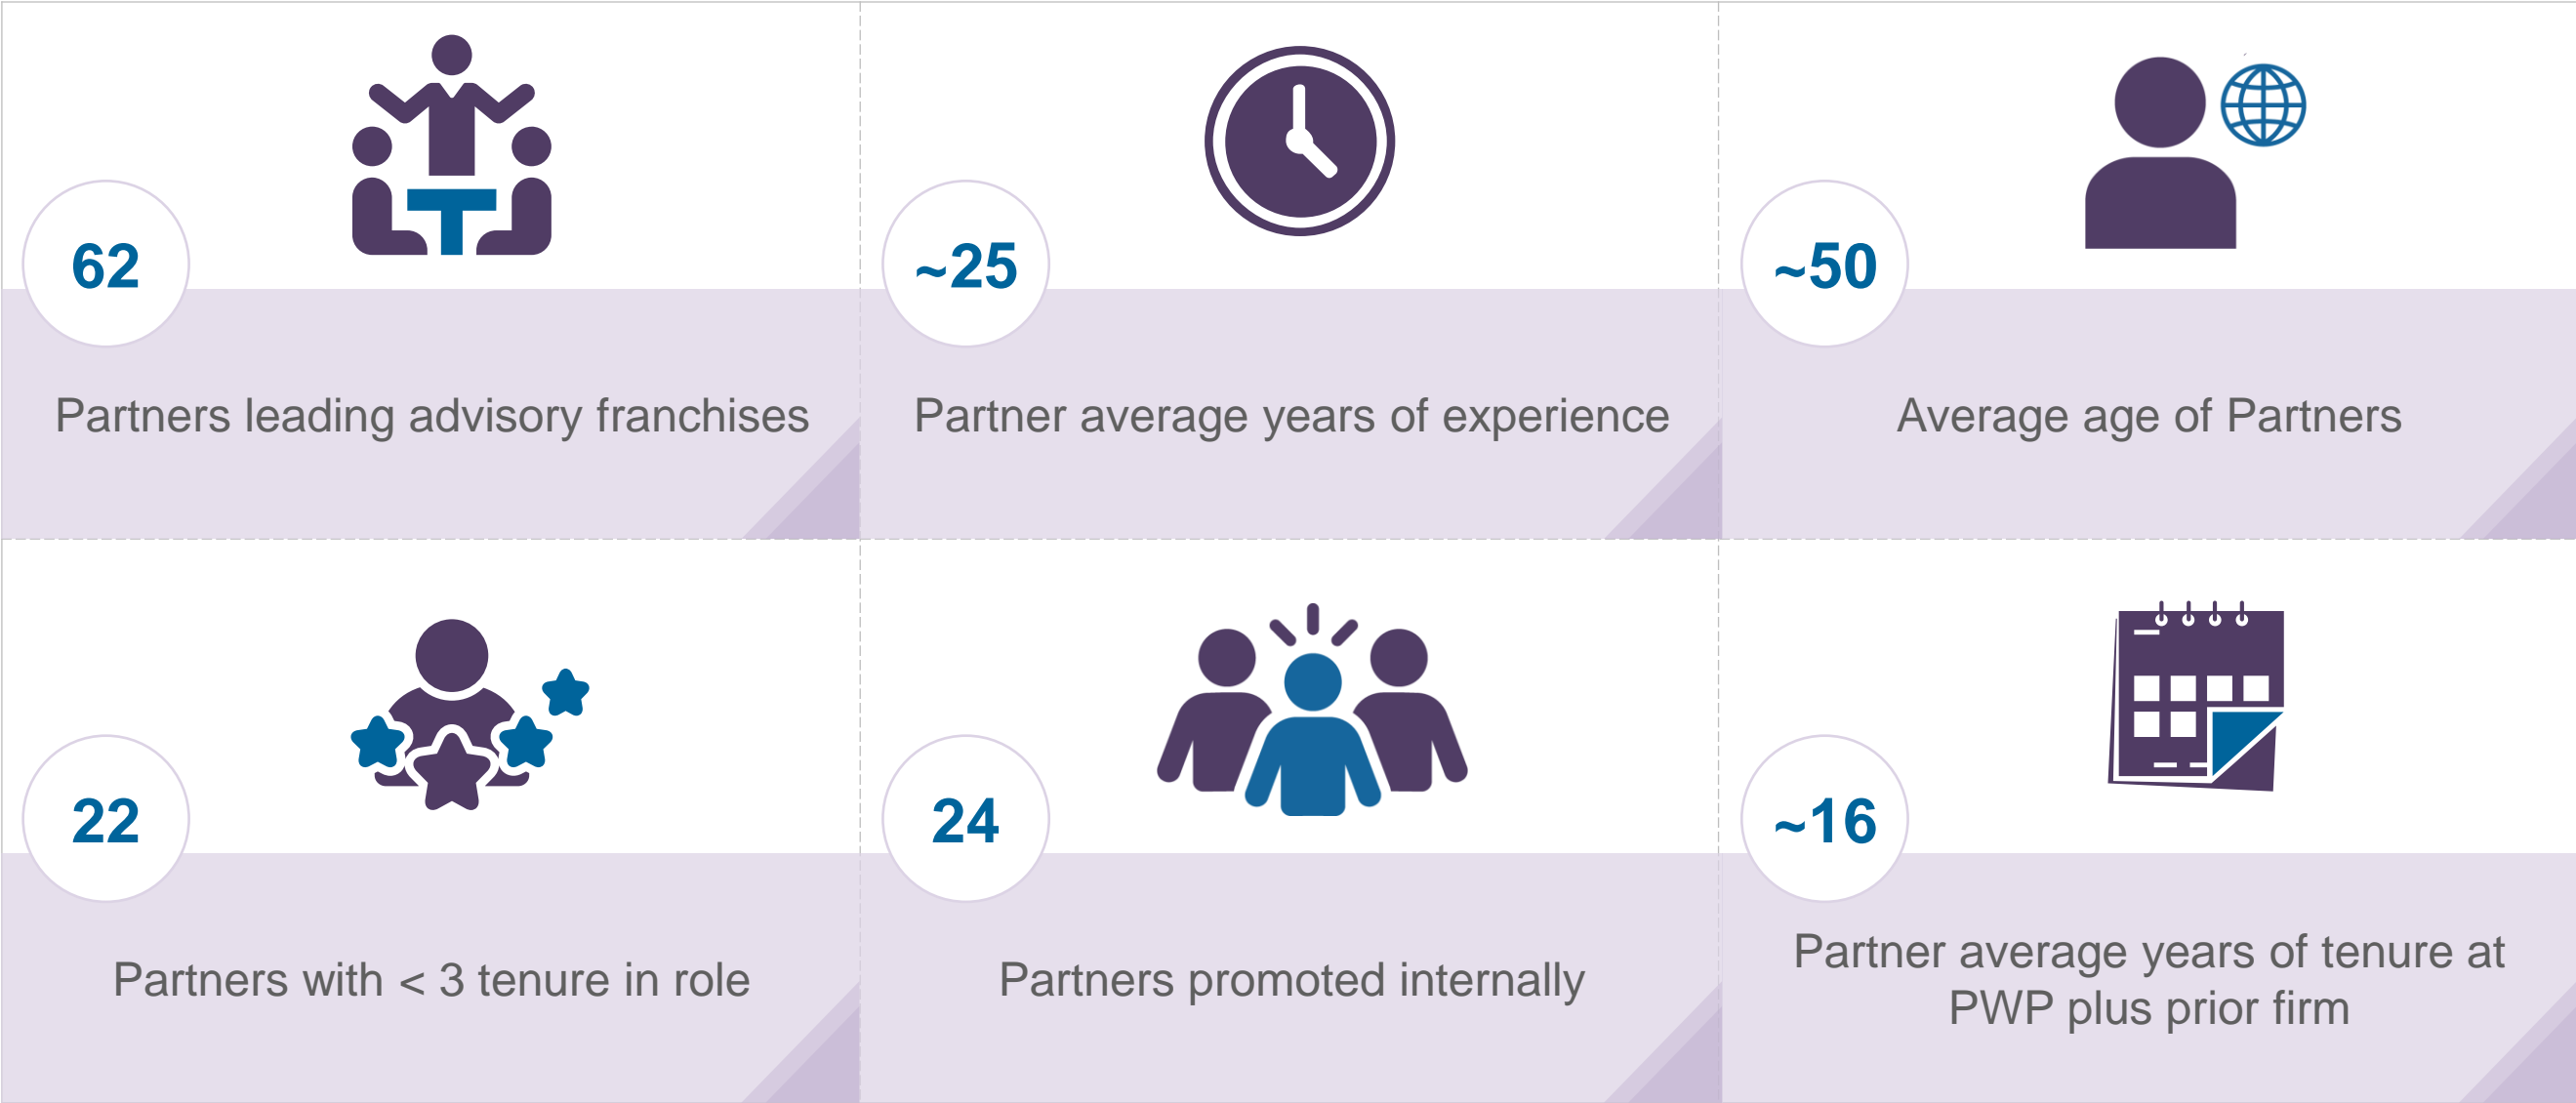 62
Partners leading advisory franchises
~25
Partner average years of experience
~50
Average age of Partners
22
Partners with < 3 tenure in role
24
Partners promoted internally
~16
Partner average years of tenure at
PWP plus prior firm